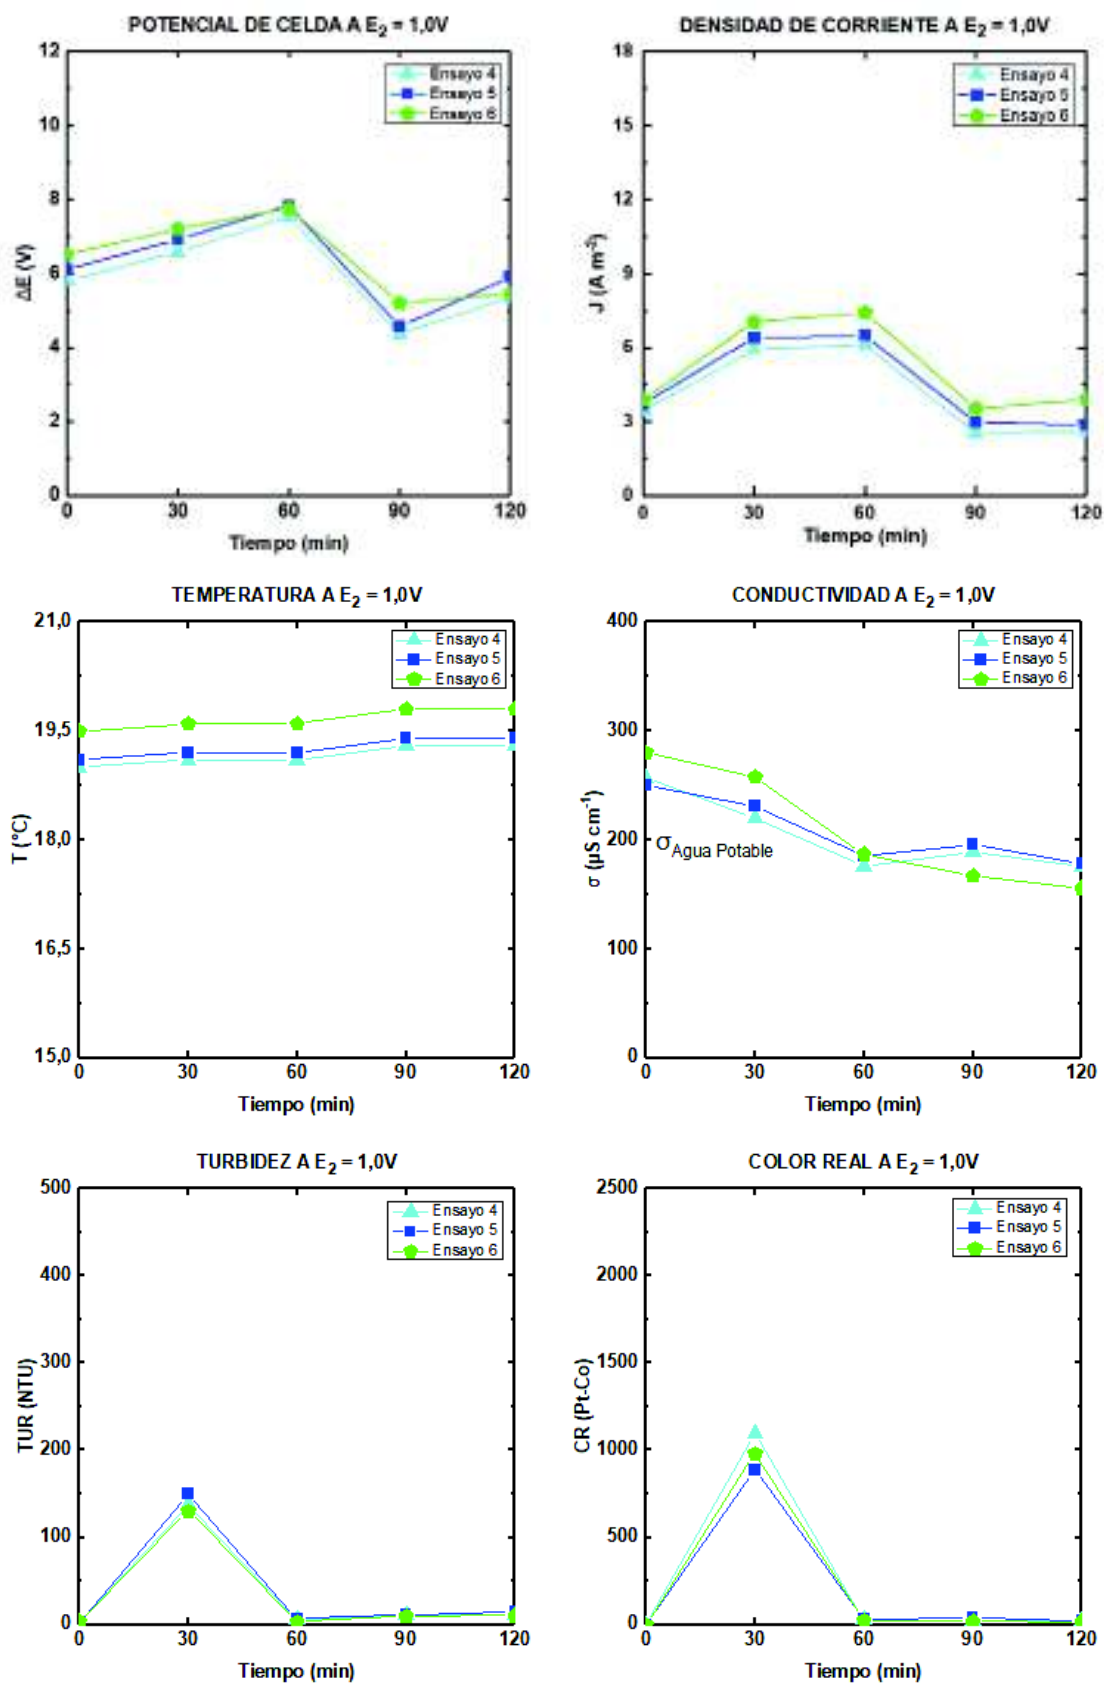 POTENCIAL DE CELDA A E2 = 1,0V
12
10
8
6
4
2
0
ΔE (V)
Ensayo 4
Ensayo 5
Ensayo 6
0 30 60 90 120
Tiempo (min)
DENSIDAD DE CORRIENTE A E2 = 1,0V
18
15
12
9
6
3
0
J (A m-2)
Ensayo 4
Ensayo 5
Ensayo 6
0 30 60 90 120
Tiempo (min)
TEMPERATURA A E2 = 1,0V
21,0
19,5
18,0
16,5
15,0
T (°C)
Ensayo 4
Ensayo 5
Ensayo 6
0 30 60 90 120
Tiempo (min)
CONDUCTIVIDAD A E2 = 1,0V
400
300
200
100
0
σ (µS cm-1)
Ensayo 4
Ensayo 5
Ensayo 6
σAgua Potable
0 30 60 90 120
Tiempo (min)
TURBIDEZ A E2 = 1,0V
500
400
300
200
100
0
TUR (NTU)
Ensayo 4
Ensayo 5
Ensayo 6
0 30 60 90 120
Tiempo (min)
COLOR REAL A E2 = 1,0V
2500
2000
1500
1000
500
0
CR (Pt-Co)
Ensayo 4
Ensayo 5
Ensayo 6
0 30 60 90 120
Tiempo (min)